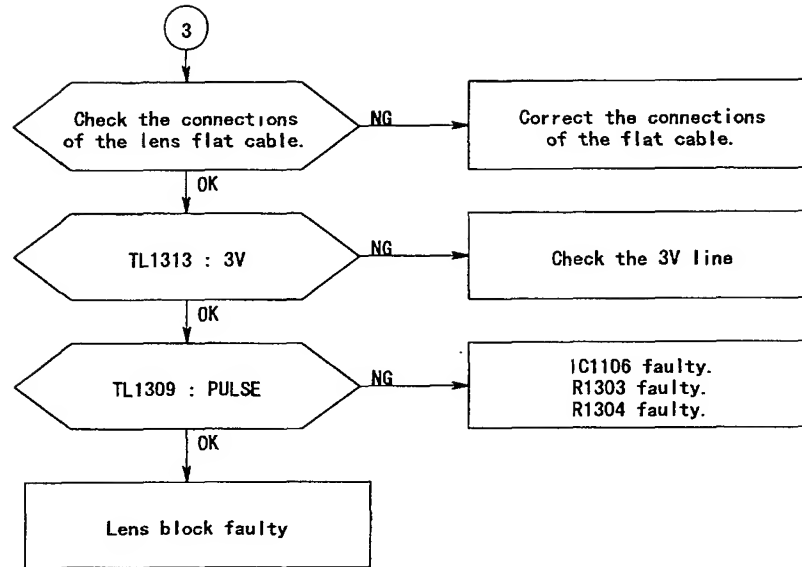 3
Check the connections
of the lens flat cable.
NG
Correct the connections
of the flat cable.
OK
TL1313 : 3V
NG
Check the 3V line
OK
TL1309 : PULSE
NG
IC1106 faulty.
R1303 faulty.
R1304 faulty.
OK
Lens block faulty